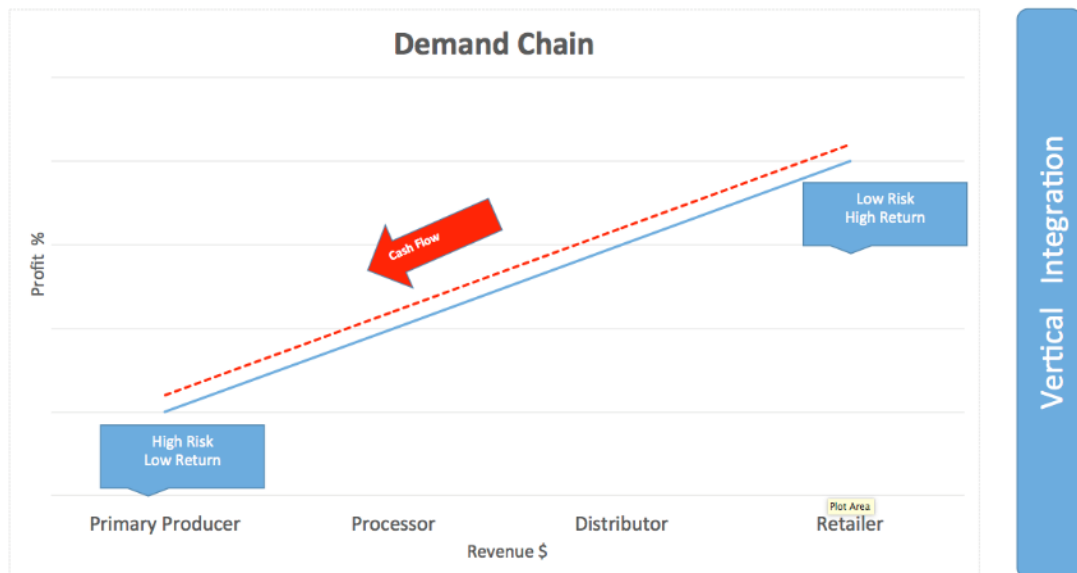 Demand Chain
Profit %
Cash Flow
Low Risk
High Return
High Risk
Low Return
Plot Area
Primary Producer
Processor
Distributor
Retailer
Revenue $
Vertical Integration